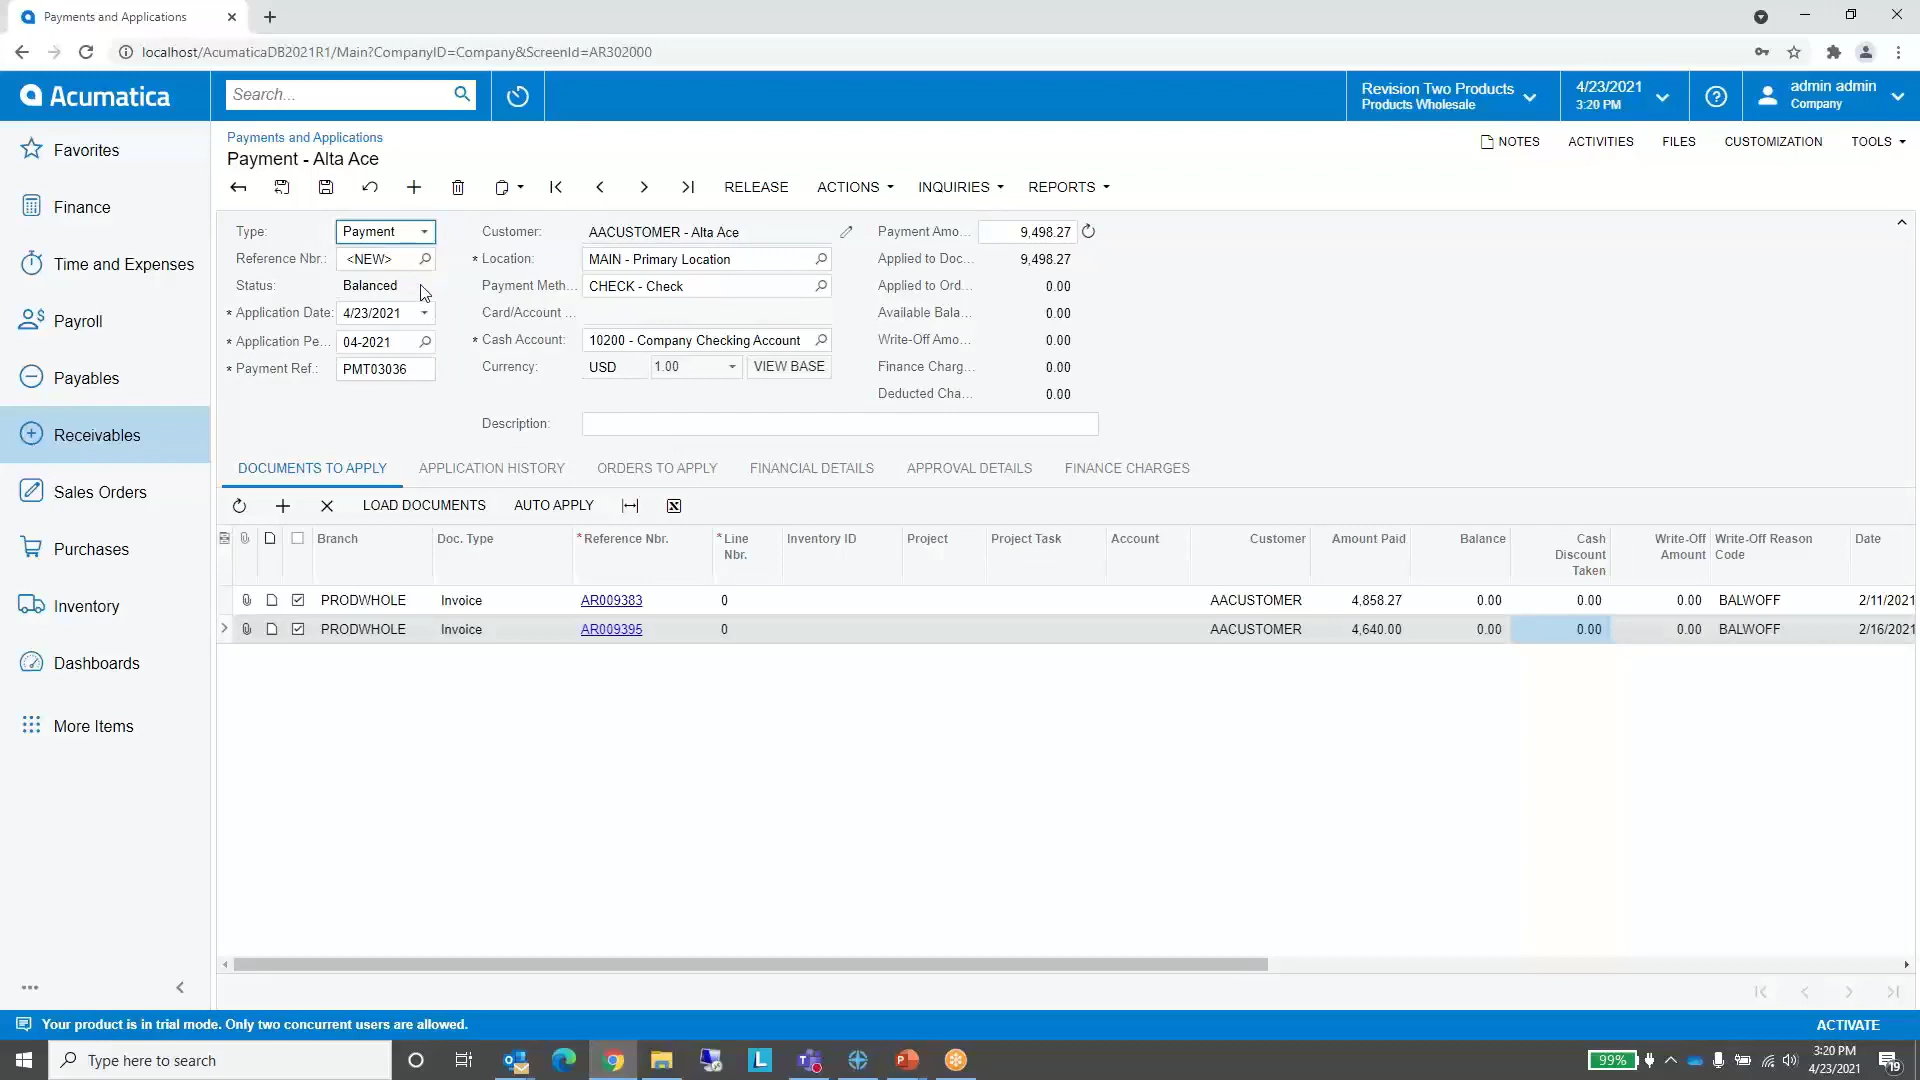 Payments and Applications
localhost/AcumaticaDB2021R1/Main?CompanyID=Company&ScreenId=AR302000
Acumatica
Search...
Revision Two Products
Products Wholesale
4/23/2021
3:20 PM
admin admin
Company
Favorites
Finance
Time and Expenses
Payroll
Payables
Receivables
Sales Orders
Purchases
Inventory
Dashboards
More Items
Payments and Applications
Payment - Alta Ace
NOTES ACTIVITIES FILES CUSTOMIZATION TOOLS
RELEASE ACTIONS INQUIRIES REPORTS
Type: Payment
Reference Nbr.: <NEW>
Status: Balanced
* Application Date: 4/23/2021
* Application Pe... 04-2021
* Payment Ref.: PMT03036
Customer: AACUSTOMER - Alta Ace
* Location: MAIN - Primary Location
Payment Meth... CHECK - Check
Card/Account ...
* Cash Account: 10200 - Company Checking Account
Currency: USD 1.00 VIEW BASE
Description:
Payment Amo... 9,498.27
Applied to Doc... 9,498.27
Applied to Ord... 0.00
Available Bala... 0.00
Write-Off Amo... 0.00
Finance Charg... 0.00
Deducted Cha... 0.00
DOCUMENTS TO APPLY APPLICATION HISTORY ORDERS TO APPLY FINANCIAL DETAILS APPROVAL DETAILS FINANCE CHARGES
LOAD DOCUMENTS AUTO APPLY
Branch Doc. Type *Reference Nbr. *Line Nbr. Inventory ID Project Project Task Account Customer Amount Paid Balance Cash Discount Taken Write-Off Amount Write-Off Reason Code Date
PRODWHOLE Invoice AR009383 0 AACUSTOMER 4,858.27 0.00 0.00 0.00 BALWOFF 2/11/2021
PRODWHOLE Invoice AR009395 0 AACUSTOMER 4,640.00 0.00 0.00 0.00 BALWOFF 2/16/2021
Your product is in trial mode. Only two concurrent users are allowed.
ACTIVATE
Type here to search
99%
3:20 PM
4/23/2021
19